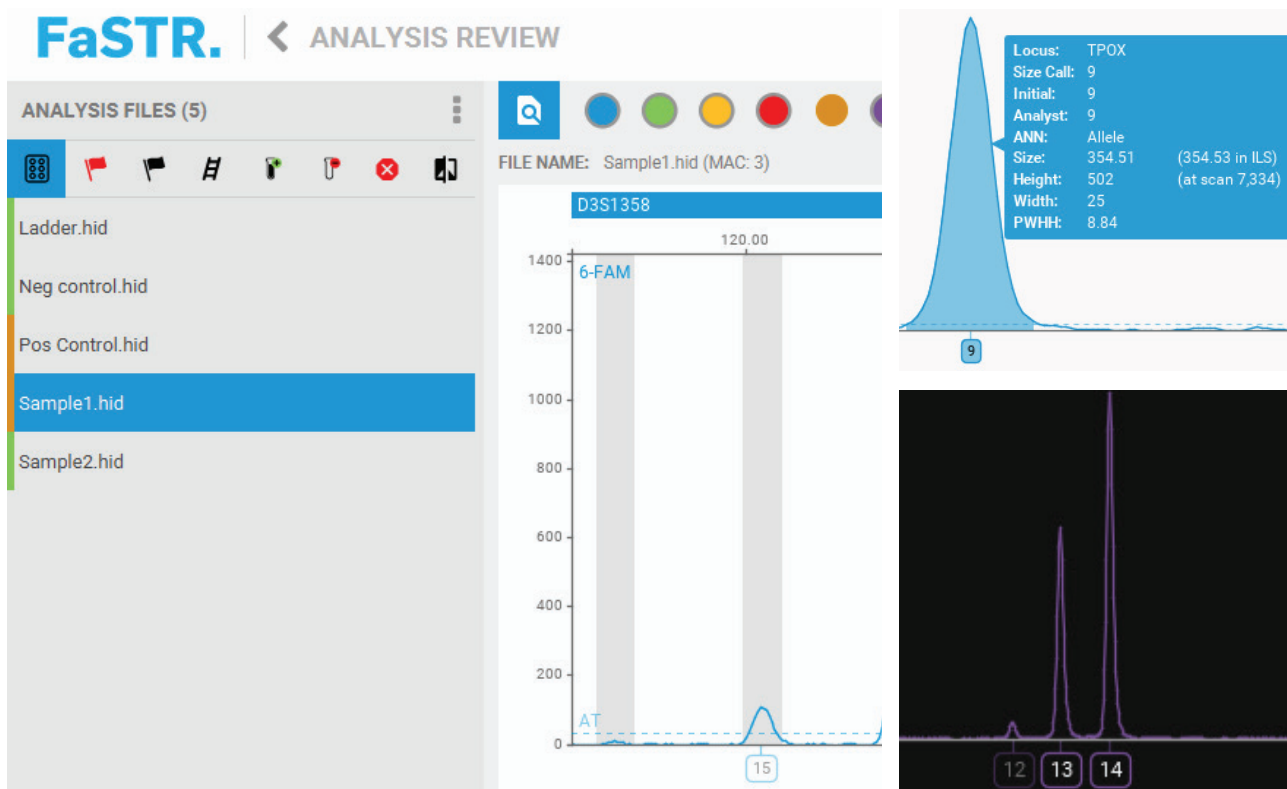 FaSTR. ANALYSIS REVIEW
ANALYSIS FILES (5)
Ladder.hid
Neg control.hid
Pos Control.hid
Sample1.hid
Sample2.hid
FILE NAME: Sample1.hid (MAC: 3)
D3S1358
120.00
1400
6-FAM
1200
1000
800
600
400
200
AT
0
15
Locus: TPOX
Size Call: 9
Initial: 9
Analyst: 9
ANN: Allele
Size: 354.51 (354.53 in ILS)
Height: 502 (at scan 7,334)
Width: 25
PWHH: 8.84
9
12 13 14